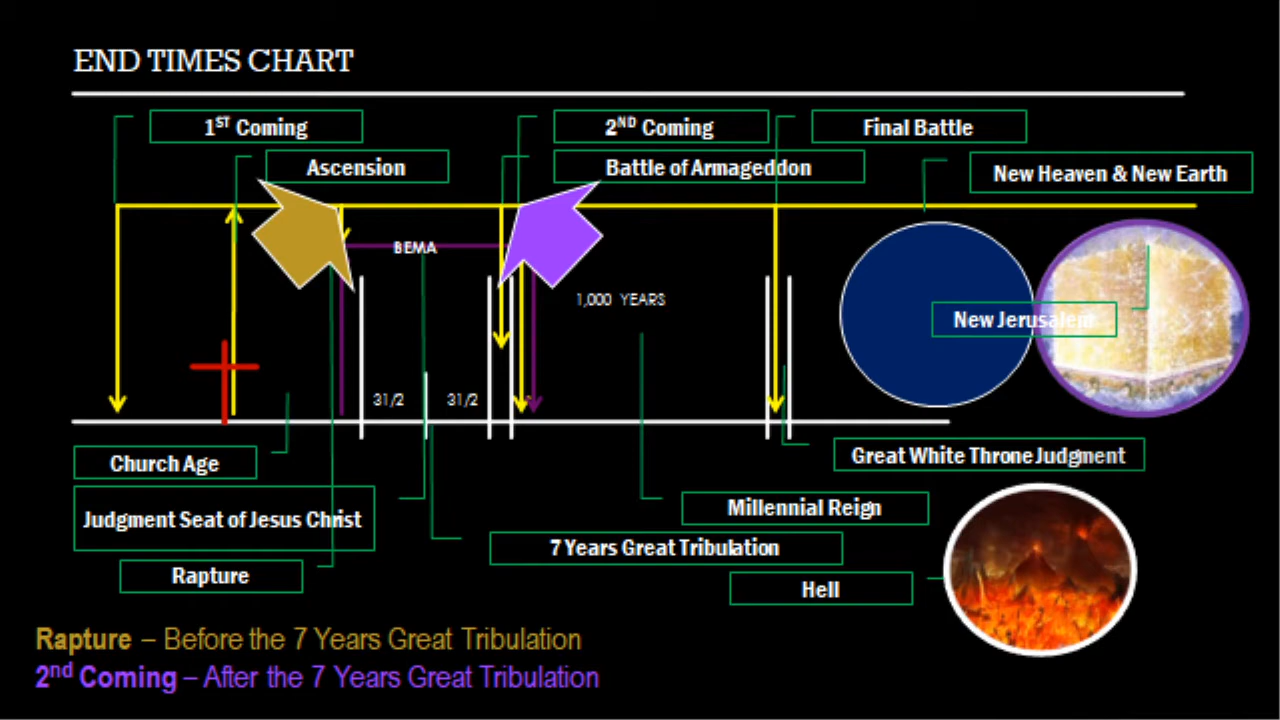 END TIMES CHART
1ST Coming
2ND Coming
Final Battle
Ascension
Battle of Armageddon
New Heaven & New Earth
BEMA
1,000 YEARS
New Jerusalem
31/2
31/2
Church Age
Great White Throne Judgment
Judgment Seat of Jesus Christ
Millennial Reign
7 Years Great Tribulation
Rapture
Hell
Rapture – Before the 7 Years Great Tribulation
2nd Coming – After the 7 Years Great Tribulation